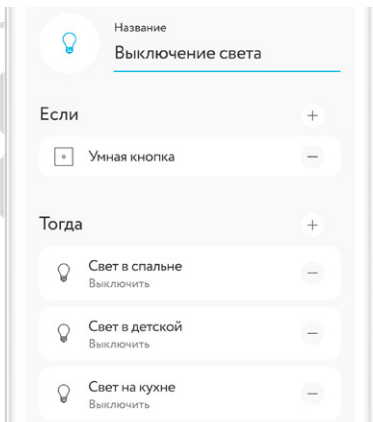 Название
Выключение света
Если
Умная кнопка
Тогда
Свет в спальне
Выключить
Свет в детской
Выключить
Свет на кухне
Выключить